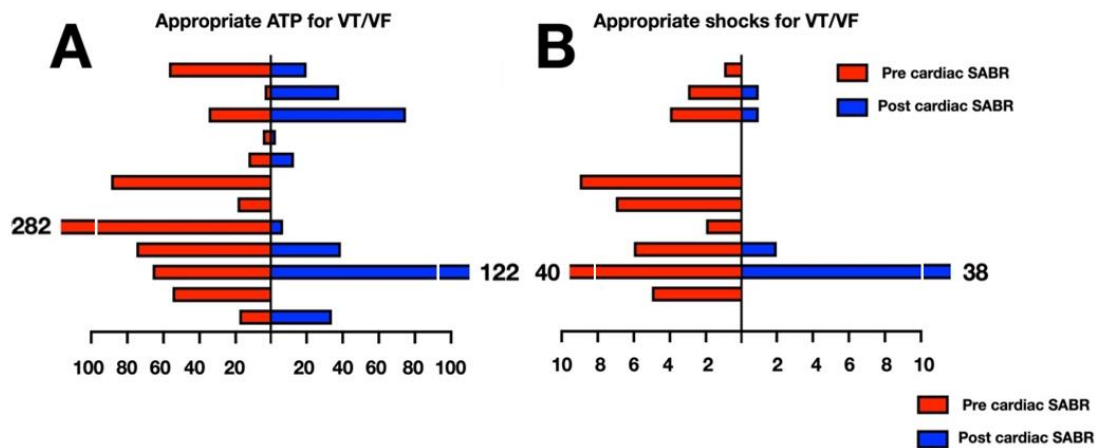 A
Appropriate ATP for VT/VF
B
Appropriate shocks for VT/VF
Pre cardiac SABR
Post cardiac SABR
282
122
40
38
100 80 60 40 20 20 40 60 80 100
10 8 6 4 2 2 4 6 8 10
Pre cardiac SABR
Post cardiac SABR